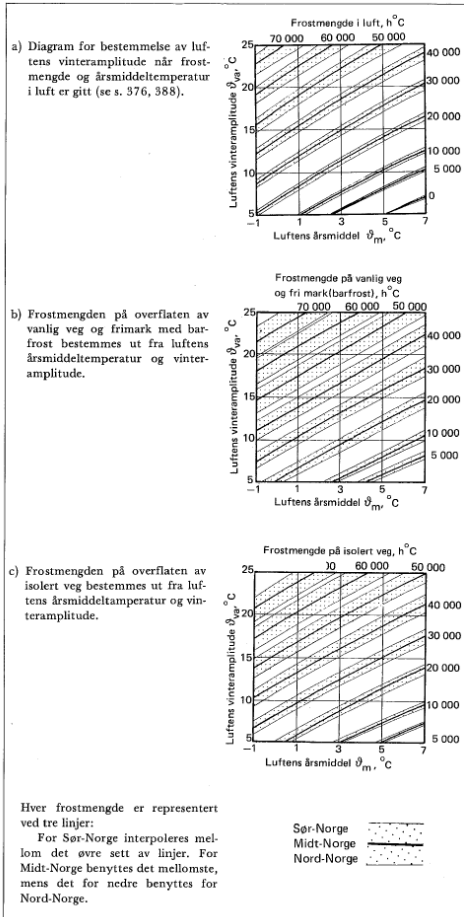 a) Diagram for bestemmelse av luf-
tens vinteramplitude når frost-
mengde og årsmiddeltemperatur
i luft er gitt (se s. 376, 388).
Frostmengde i luft, h°C
70 000 60 000 50 000
40 000
30 000
20 000
10 000
5 000
0
Luftens vinteramplitude ϑva, °C
25
20
15
10
5
−1 1 3 5 7
Luftens årsmiddel ϑm, °C
b) Frostmengden på overflaten av
vanlig veg og frimark med bar-
frost bestemmes ut fra luftens
årsmiddeltemperatur og vinter-
amplitude.
Frostmengde på vanlig veg
og fri mark(barfrost), h°C
70 000 60 000 50 000
40 000
30 000
20 000
10 000
5 000
Luftens vinteramplitude ϑva, °C
25
20
15
10
5
−1 1 3 5 7
Luftens årsmiddel ϑm, °C
c) Frostmengden på overflaten av
isolert veg bestemmes ut fra luf-
tens årsmiddeltamperatur og vin-
teramplitude.
Frostmengde på isolert veg, h°C
00 60 000 50 000
40 000
30 000
20 000
10 000
5 000
Luftens vinteramplitude ϑva, °C
25
20
15
10
5
−1 1 3 5 7
Luftens årsmiddel ϑm, °C
Hver frostmengde er representert
ved tre linjer:
For Sør-Norge interpoleres mel-
lom det øvre sett av linjer. For
Midt-Norge benyttes det mellomste,
mens det for nedre benyttes for
Nord-Norge.
Sør-Norge
Midt-Norge
Nord-Norge